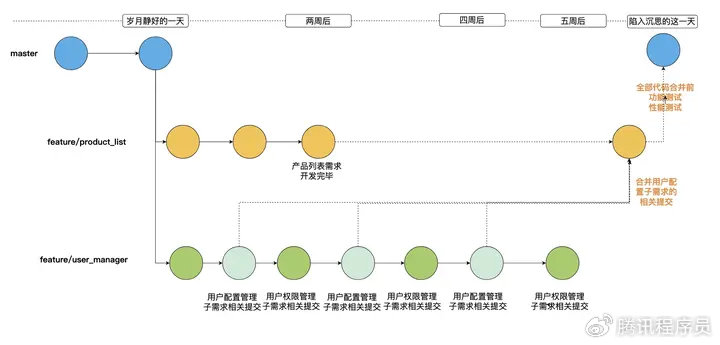 岁月静好的一天
两周后
四周后
五周后
陷入沉思的这一天
master
全部代码合并前
功能测试
性能测试
feature/product_list
产品列表需求
开发完毕
合并用户配
置子需求的
相关提交
feature/user_manager
用户配置管理
子需求相关提交
用户权限管理
子需求相关提交
用户配置管理
子需求相关提交
用户权限管理
子需求相关提交
用户配置管理
子需求相关提交
用户权限管理
子需求相关提交
腾讯程序员